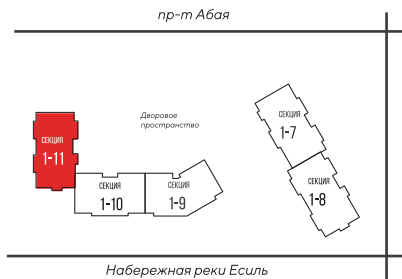 пр-т Абая
Дворовое
пространство
СЕКЦИЯ
1-7
СЕКЦИЯ
1-11
СЕКЦИЯ
1-10
СЕКЦИЯ
1-9
СЕКЦИЯ
1-8
Набережная реки Есиль